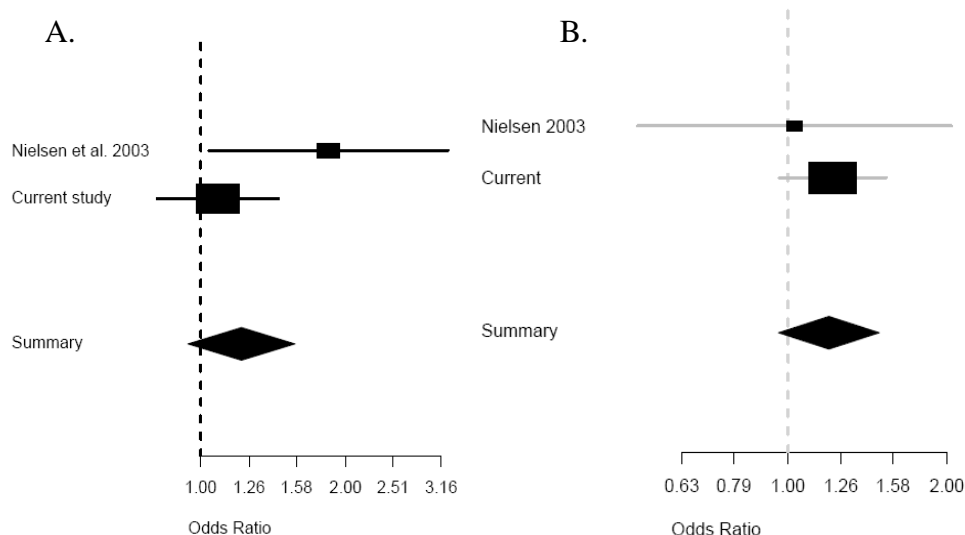 A.
Nielsen et al. 2003
Current study
Summary
1.00 1.26 1.58 2.00 2.51 3.16
Odds Ratio
B.
Nielsen 2003
Current
Summary
0.63 0.79 1.00 1.26 1.58 2.00
Odds Ratio